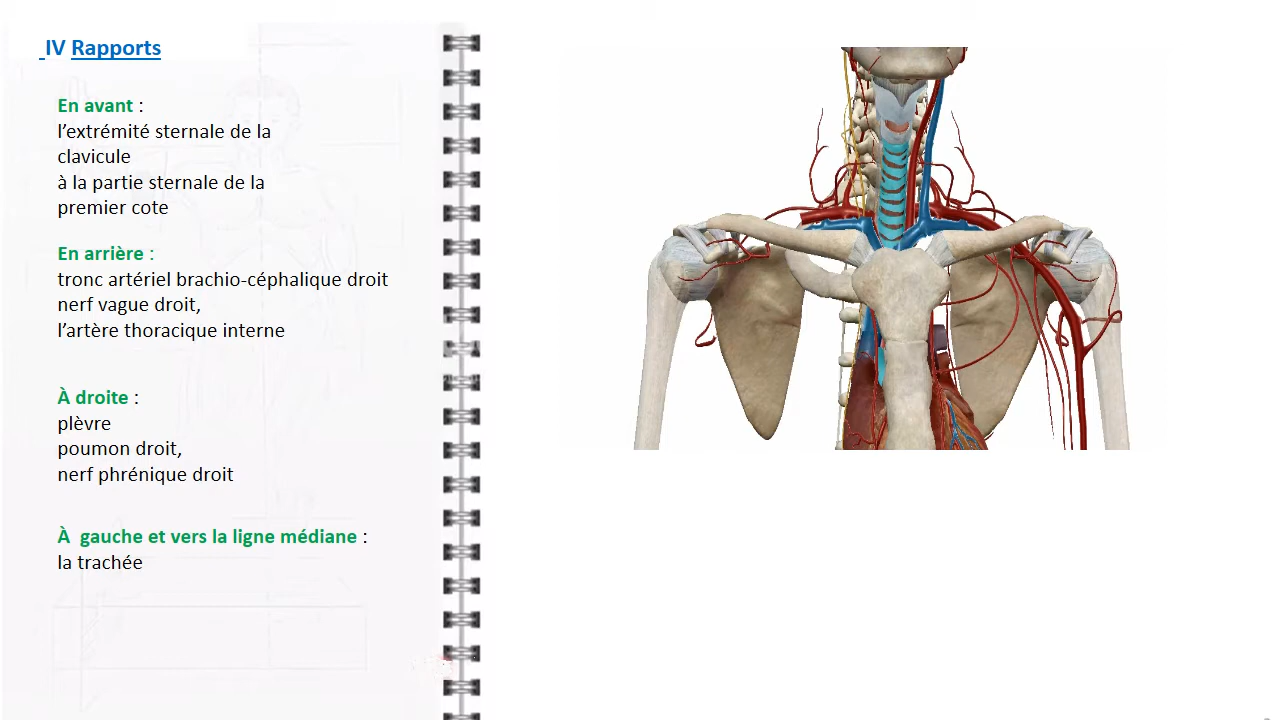 IV Rapports
En avant :
l’extrémité sternale de la
clavicule
à la partie sternale de la
premier cote
En arrière :
tronc artériel brachio-céphalique droit
nerf vague droit,
l’artère thoracique interne
À droite :
plèvre
poumon droit,
nerf phrénique droit
À gauche et vers la ligne médiane :
la trachée